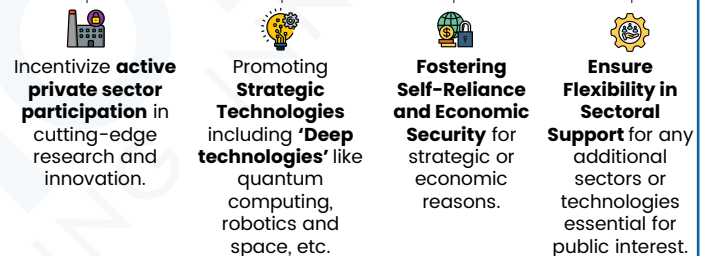 Incentivize active
private sector
participation in
cutting-edge
research and
innovation.
Promoting
Strategic
Technologies
including ‘Deep
technologies’ like
quantum
computing,
robotics and
space, etc.
Fostering
Self-Reliance
and Economic
Security for
strategic or
economic
reasons.
Ensure
Flexibility in
Sectoral
Support for any
additional
sectors or
technologies
essential for
public interest.